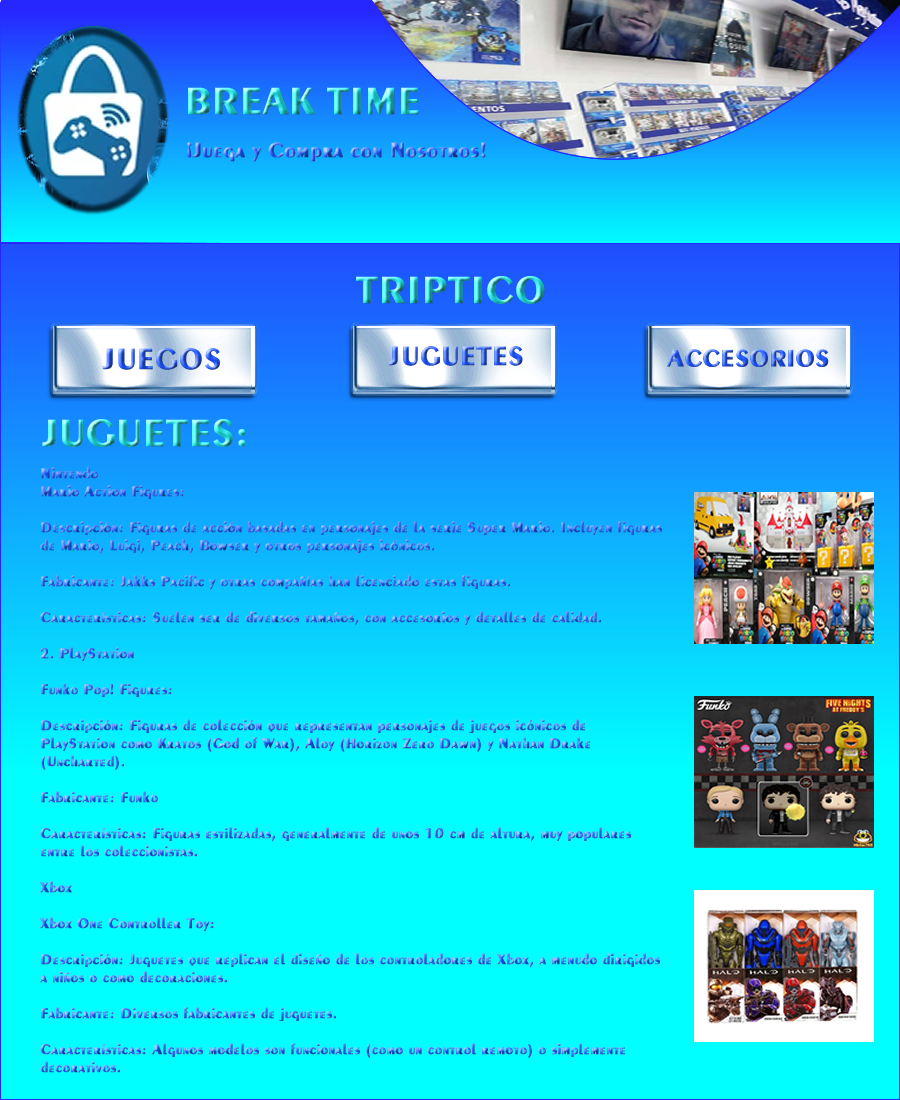 BREAK TIME
¡Juega y Compra con Nosotros!
ENTOS
TRIPTICO
JUEGOS
JUGUETES
ACCESORIOS
JUGUETES:
Nintendo
Mario Action Figures:
Descripción: Figuras de acción basadas en personajes de la serie Super Mario. Incluyen figuras
de Mario, Luigi, Peach, Bowser y otros personajes icónicos.
Fabricante: Jakks Pacific y otras compañías han licenciado estas figuras.
Características: Suelen ser de diversos tamaños, con accesorios y detalles de calidad.
2. PlayStation
Funko Pop! Figures:
Descripción: Figuras de colección que representan personajes de juegos icónicos de
PlayStation como Kratos (God of War), Aloy (Horizon Zero Dawn) y Nathan Drake
(Uncharted).
Fabricante: Funko
Características: Figuras estilizadas, generalmente de unos 10 cm de altura, muy populares
entre los coleccionistas.
Xbox
Xbox One Controller Toy:
Descripción: Juguetes que replican el diseño de los controladores de Xbox, a menudo dirigidos
a niños o como decoraciones.
Fabricante: Diversos fabricantes de juguetes.
Características: Algunos modelos son funcionales (como un control remoto) o simplemente
decorativos.
PEACH
Funko
FIVE NIGHTS
AT FREDDY'S
HALO HALO HALO HALO